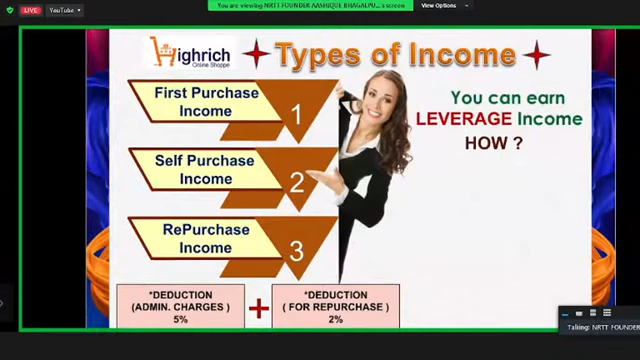 LIVE
YouTube
You are viewing NRTT FOUNDER AASHIQUE BHAGALPU...'s screen
View Options
Highrich
Online Shoppe
Types of Income
First Purchase
Income
1
Self Purchase
Income
2
RePurchase
Income
3
You can earn
LEVERAGE Income
HOW ?
*DEDUCTION
(ADMIN. CHARGES )
5%
+
*DEDUCTION
( FOR REPURCHASE )
2%
Talking: NRTT FOUNDER